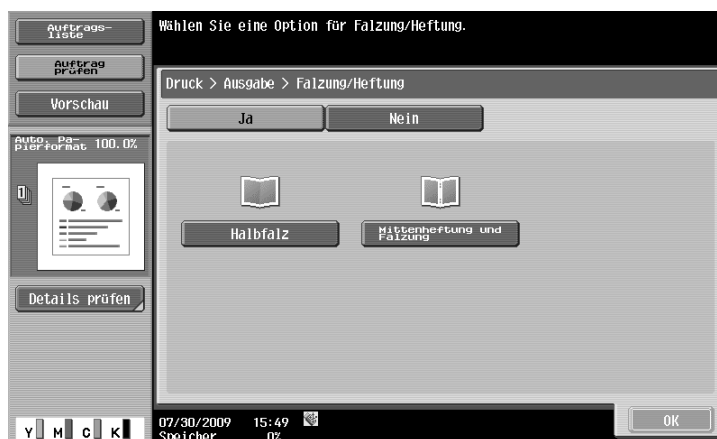 Auftrags-
liste
Auftrag
prüfen
Vorschau
Auto. Pa-
pierformat 100.0%
1
Details prüfen
Y M C K
Wählen Sie eine Option für Falzung/Heftung.
Druck > Ausgabe > Falzung/Heftung
Ja Nein
Halbfalz
Mittenheftung und
Falzung
07/30/2009 15:49
Speicher 0%
OK